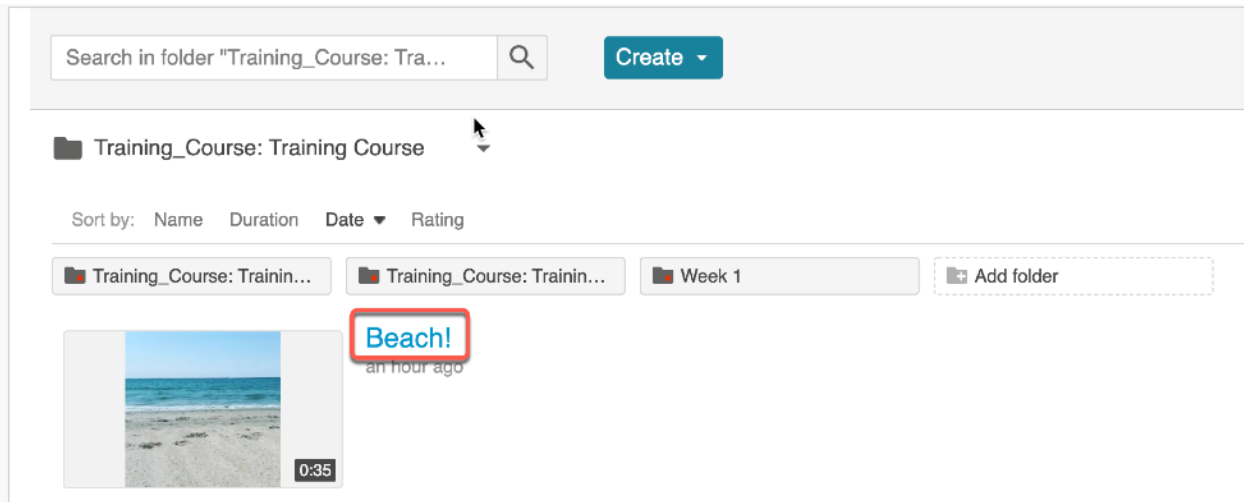 Search in folder "Training_Course: Tra...
Create
Training_Course: Training Course
Sort by: Name Duration Date Rating
Training_Course: Trainin... Training_Course: Trainin... Week 1 Add folder
Beach!
an hour ago
0:35